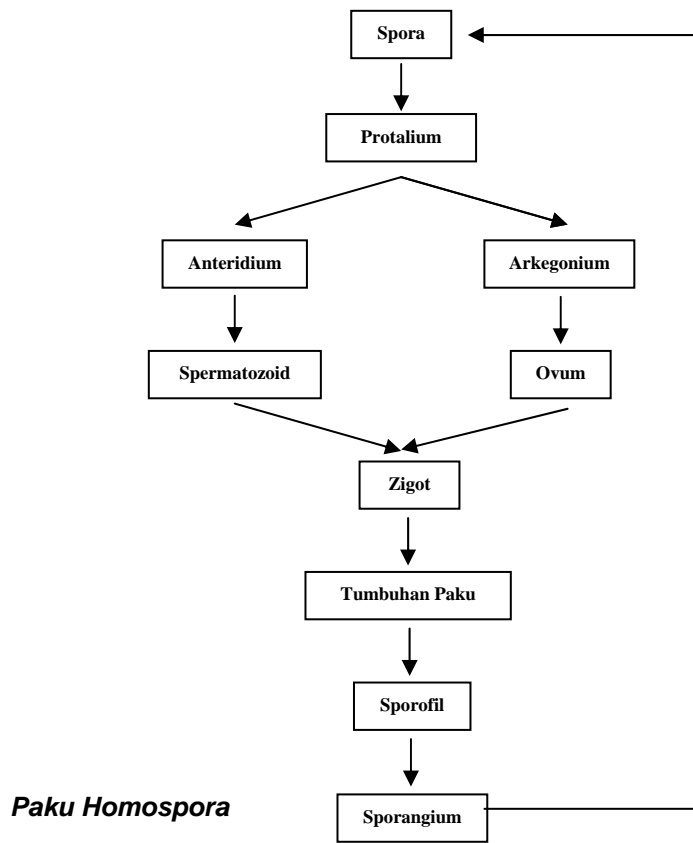 Spora
Protalium
Anteridium
Arkegonium
Spermatozoid
Ovum
Zigot
Tumbuhan Paku
Sporofil
Paku Homospora
Sporangium